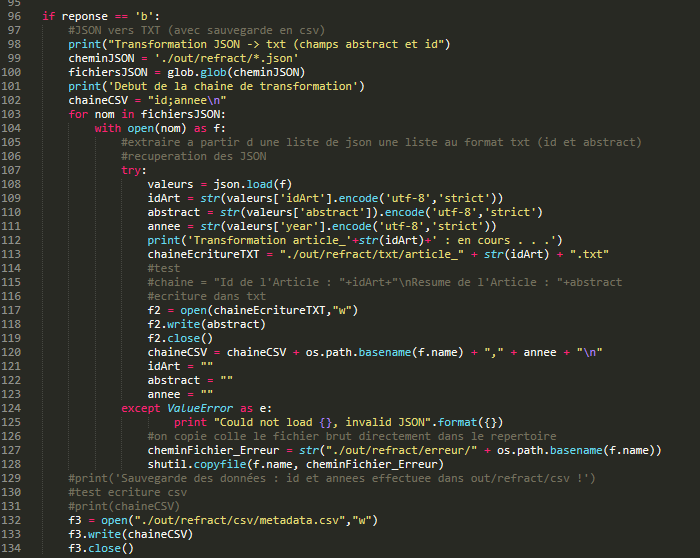 95
96 if reponse == 'b':
97 #JSON vers TXT (avec sauvegarde en csv)
98 print("Transformation JSON -> txt (champs abstract et id")
99 cheminJSON = './out/refract/*.json'
100 fichiersJSON = glob.glob(cheminJSON)
101 print('Debut de la chaine de transformation')
102 chaineCSV = "id;annee\n"
103 for nom in fichiersJSON:
104 with open(nom) as f:
105 #extraire a partir d une liste de json une liste au format txt (id et abstract)
106 #recuperation des JSON
107 try:
108 valeurs = json.load(f)
109 idArt = str(valeurs['idArt'].encode('utf-8','strict'))
110 abstract = str(valeurs['abstract']).encode('utf-8','strict')
111 annee = str(valeurs['year'].encode('utf-8','strict'))
112 print('Transformation article_'+str(idArt)+' : en cours . . .')
113 chaineEcritureTXT = "./out/refract/txt/article_" + str(idArt) + ".txt"
114 #test
115 #chaine = "Id de l'Article : "+idArt+"\nResume de l'Article : "+abstract
116 #ecriture dans txt
117 f2 = open(chaineEcritureTXT,"w")
118 f2.write(abstract)
119 f2.close()
120 chaineCSV = chaineCSV + os.path.basename(f.name) + "," + annee + "\n"
121 idArt = ""
122 abstract = ""
123 annee = ""
124 except ValueError as e:
125 print "Could not load {}, invalid JSON".format({})
126 #on copie colle le fichier brut directement dans le repertoire
127 cheminFichier_Erreur = str("./out/refract/erreur/" + os.path.basename(f.name))
128 shutil.copyfile(f.name, cheminFichier_Erreur)
129 #print('Sauvegarde des données : id et annees effectuee dans out/refract/csv !')
130 #test ecriture csv
131 #print(chaineCSV)
132 f3 = open("./out/refract/csv/metadata.csv","w")
133 f3.write(chaineCSV)
134 f3.close()